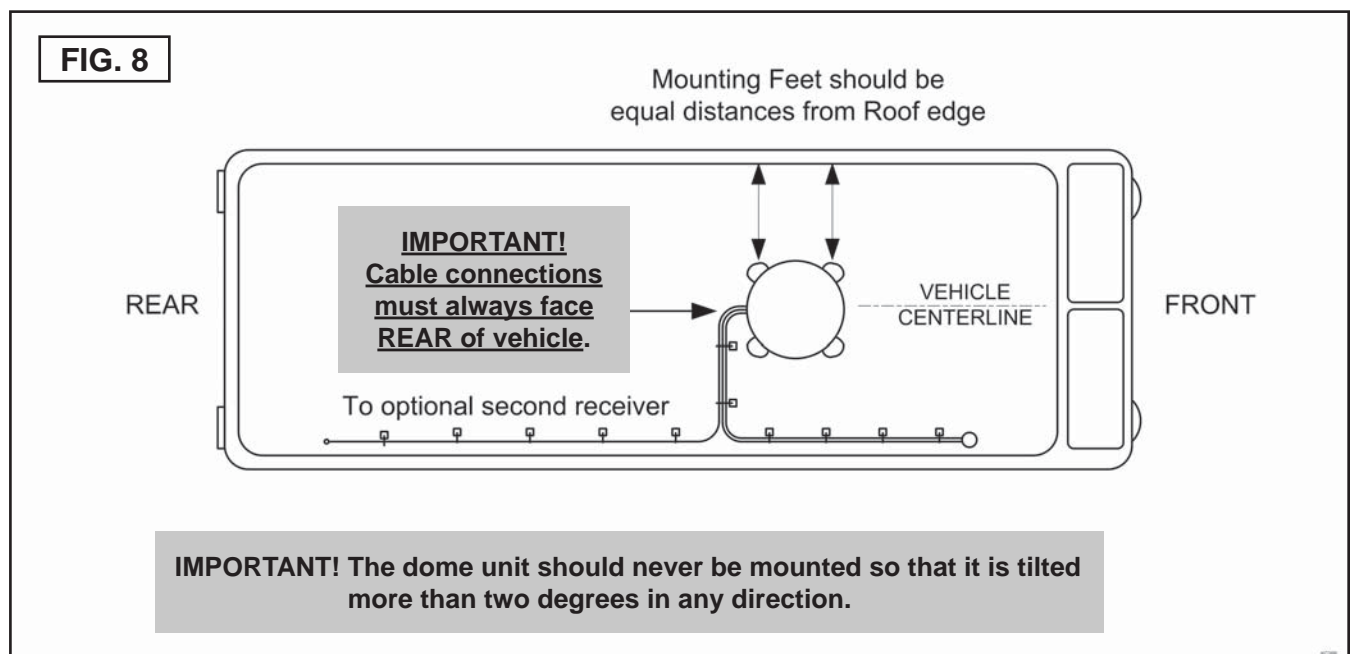 FIG. 8
Mounting Feet should be
equal distances from Roof edge
IMPORTANT!
Cable connections
must always face
REAR of vehicle.
REAR
VEHICLE
CENTERLINE
FRONT
To optional second receiver
IMPORTANT! The dome unit should never be mounted so that it is tilted
more than two degrees in any direction.